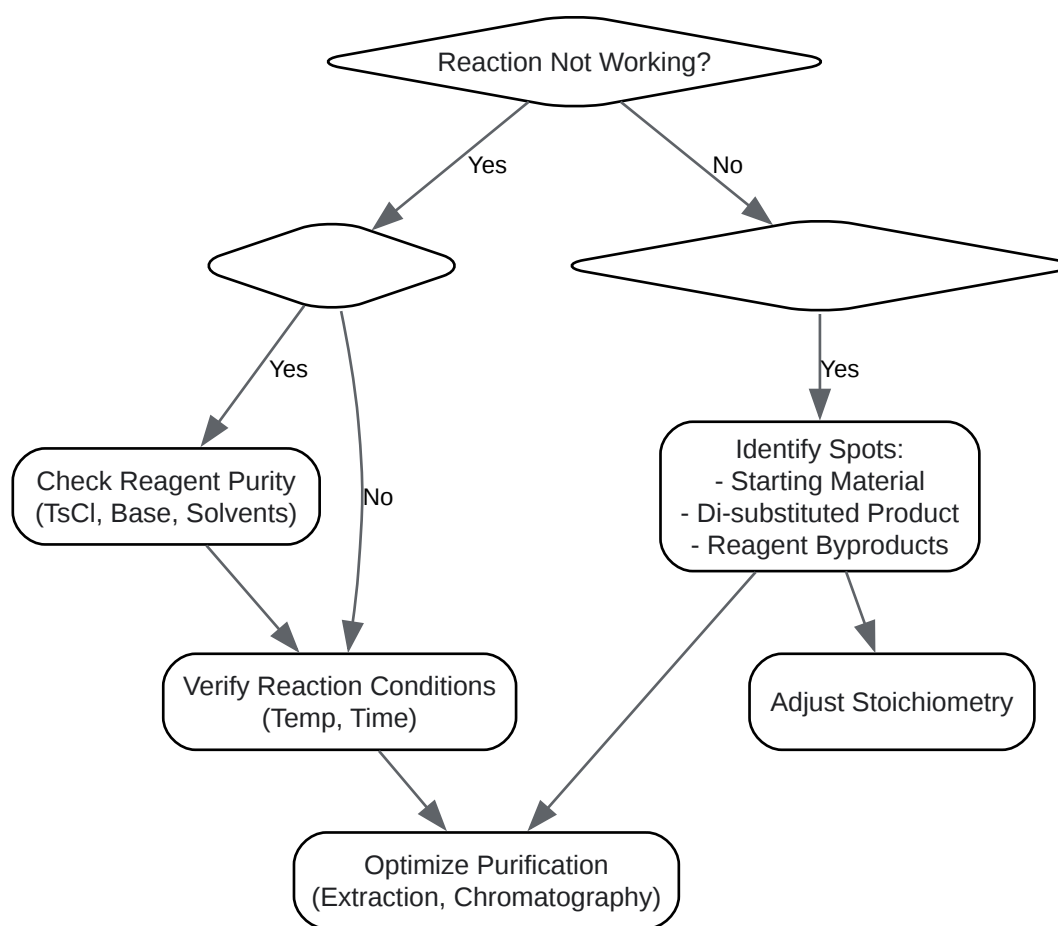 Reaction Not Working?
Yes
No
Yes
No
Yes
Check Reagent Purity
(TsCl, Base, Solvents)
Identify Spots:
- Starting Material
- Di-substituted Product
- Reagent Byproducts
Verify Reaction Conditions
(Temp, Time)
Adjust Stoichiometry
Optimize Purification
(Extraction, Chromatography)